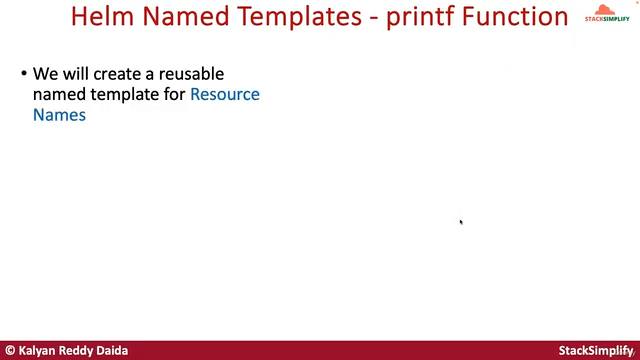 Helm Named Templates - printf Function
STACKSIMPLIFY
• We will create a reusable
named template for Resource
Names
© Kalyan Reddy Daida
StackSimplify